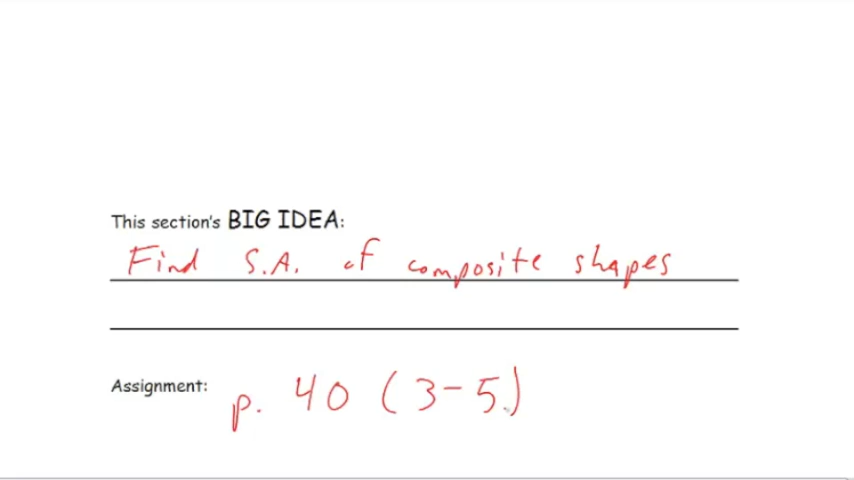 This section's BIG IDEA:
Find S.A. of composite shapes
Assignment: p. 40 (3-5.)